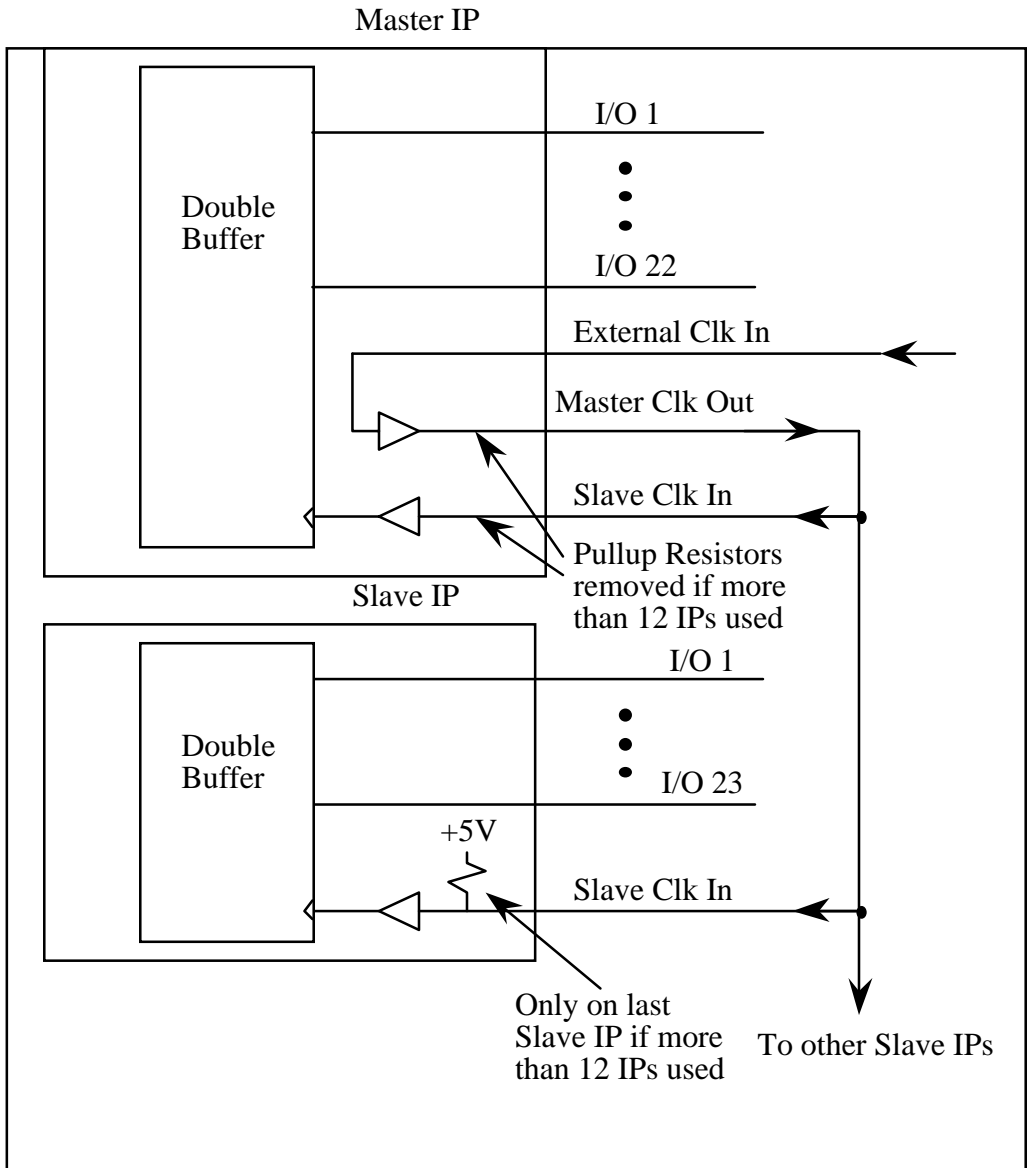 Master IP
I/O 1
Double
Buffer
I/O 22
External Clk In
Master Clk Out
Slave Clk In
Pullup Resistors
removed if more
than 12 IPs used
Slave IP
I/O 1
Double
Buffer
I/O 23
+5V
Slave Clk In
Only on last
Slave IP if more
than 12 IPs used
To other Slave IPs